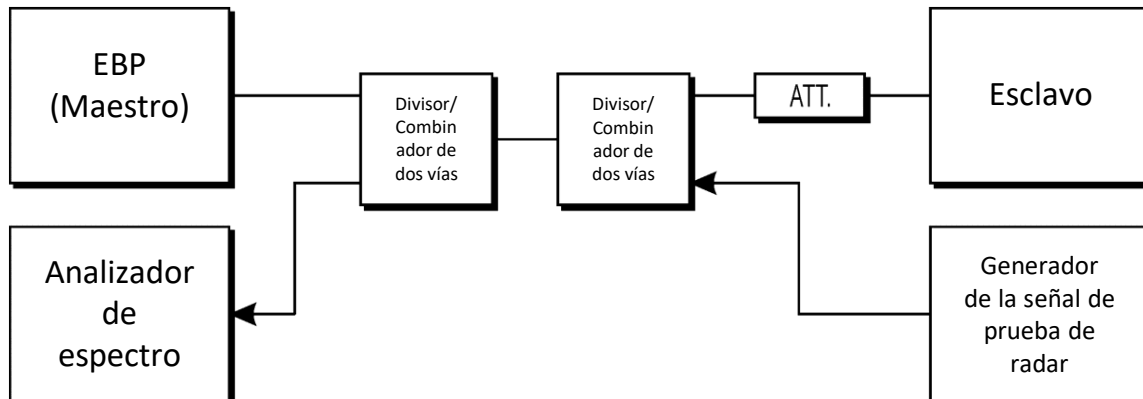 EBP
(Maestro)
Divisor/
Combin
ador de
dos vías
Divisor/
Combin
ador de
dos vías
ATT.
Esclavo
Analizador
de
espectro
Generador
de la señal de
prueba de
radar